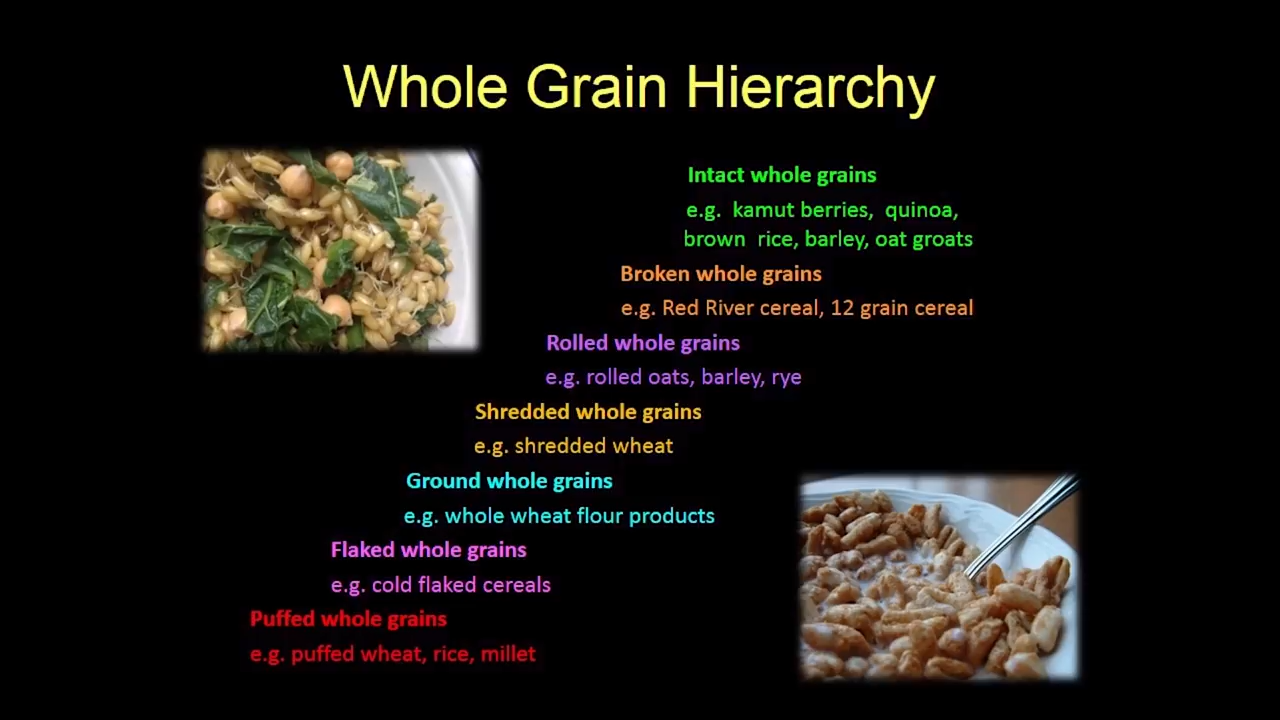 Whole Grain Hierarchy
Intact whole grains
e.g. kamut berries, quinoa,
brown rice, barley, oat groats
Broken whole grains
e.g. Red River cereal, 12 grain cereal
Rolled whole grains
e.g. rolled oats, barley, rye
Shredded whole grains
e.g. shredded wheat
Ground whole grains
e.g. whole wheat flour products
Flaked whole grains
e.g. cold flaked cereals
Puffed whole grains
e.g. puffed wheat, rice, millet